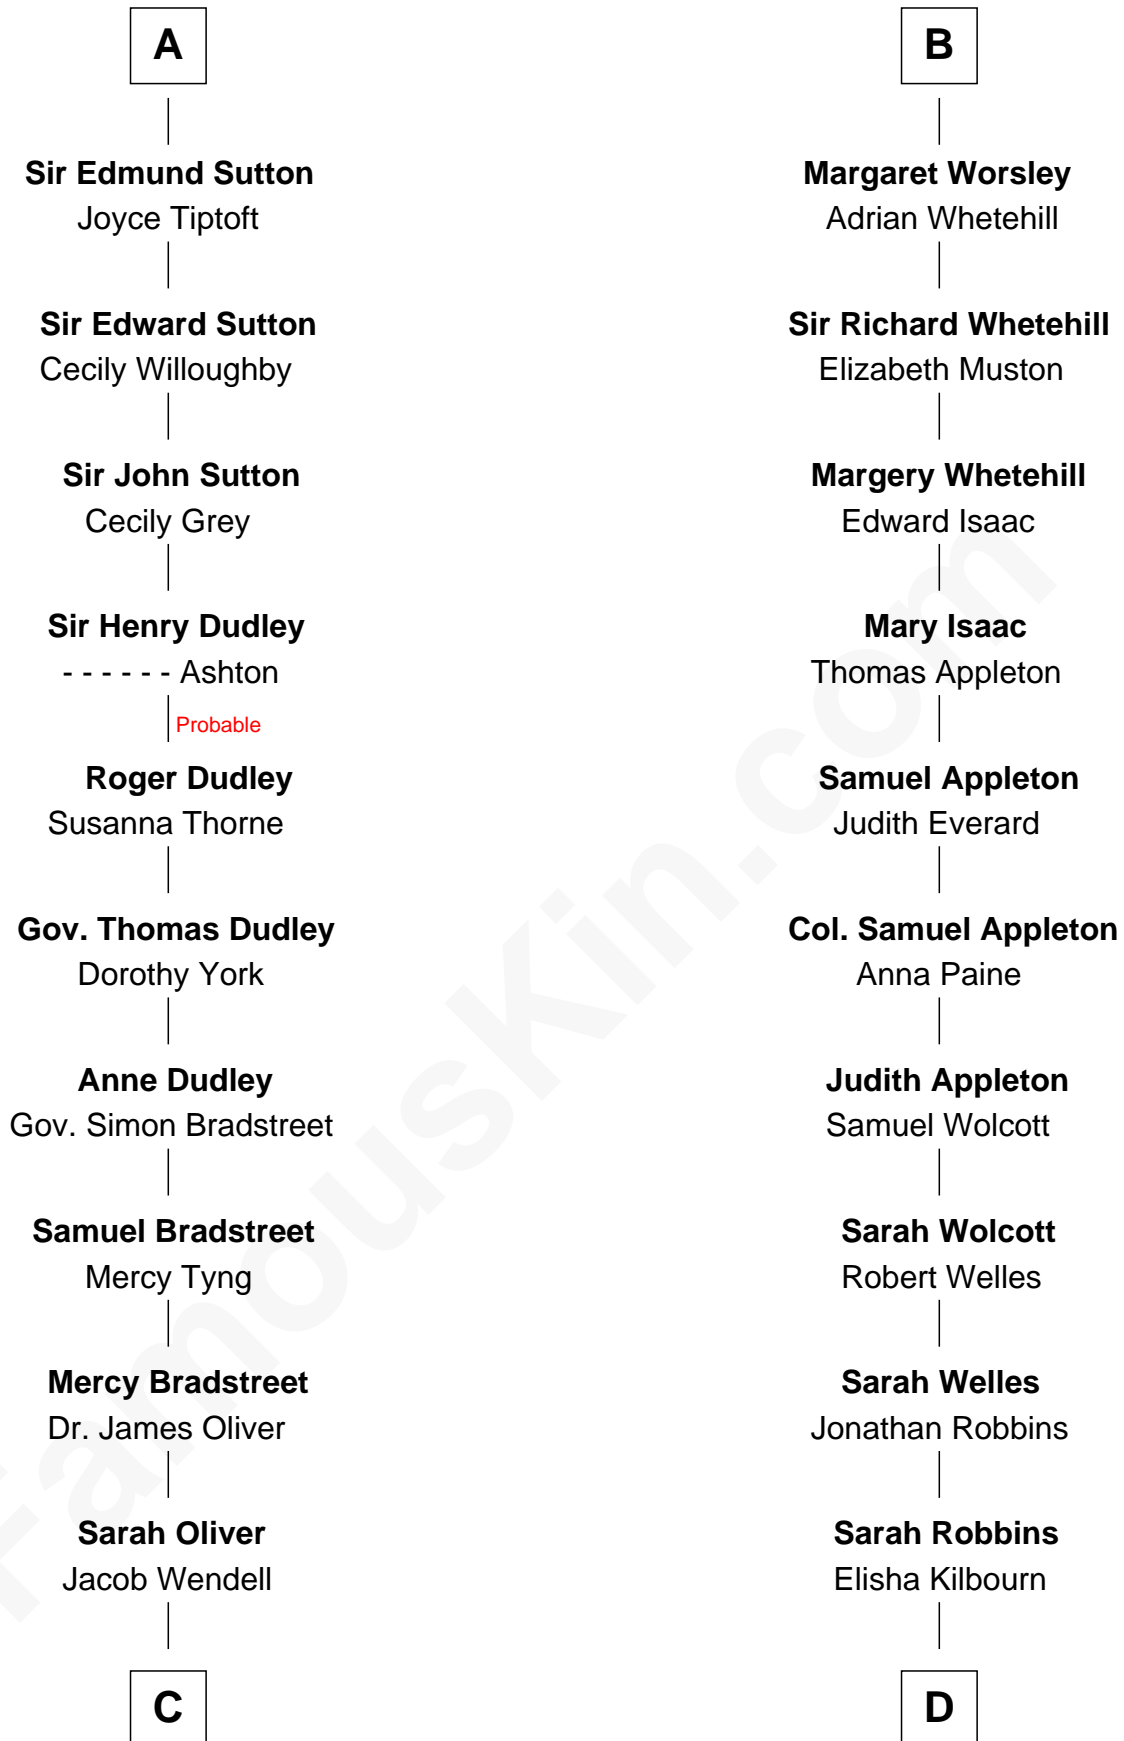 A
Sir Edmund Sutton
Joyce Tiptoft
Sir Edward Sutton
Cecily Willoughby
Sir John Sutton
Cecily Grey
Sir Henry Dudley
- - - - - - Ashton
Probable
Roger Dudley
Susanna Thorne
Gov. Thomas Dudley
Dorothy York
Anne Dudley
Gov. Simon Bradstreet
Samuel Bradstreet
Mercy Tyng
Mercy Bradstreet
Dr. James Oliver
Sarah Oliver
Jacob Wendell
C
B
Margaret Worsley
Adrian Whetehill
Sir Richard Whetehill
Elizabeth Muston
Margery Whetehill
Edward Isaac
Mary Isaac
Thomas Appleton
Samuel Appleton
Judith Everard
Col. Samuel Appleton
Anna Paine
Judith Appleton
Samuel Wolcott
Sarah Wolcott
Robert Welles
Sarah Welles
Jonathan Robbins
Sarah Robbins
Elisha Kilbourn
D
FamousKin.com